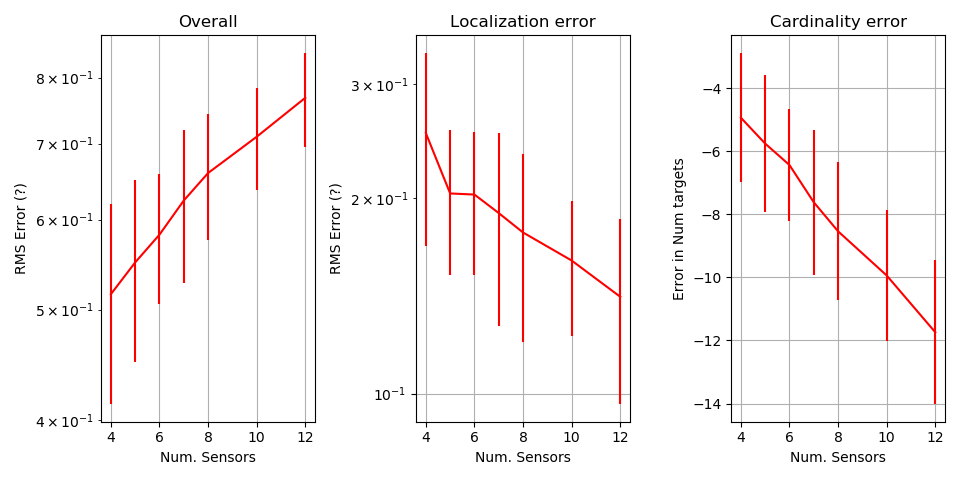 Overall
RMS Error (?)
8 × 10⁻¹
7 × 10⁻¹
6 × 10⁻¹
5 × 10⁻¹
4 × 10⁻¹
4 6 8 10 12
Num. Sensors
Localization error
RMS Error (?)
3 × 10⁻¹
2 × 10⁻¹
10⁻¹
4 6 8 10 12
Num. Sensors
Cardinality error
Error in Num targets
−4
−6
−8
−10
−12
−14
4 6 8 10 12
Num. Sensors